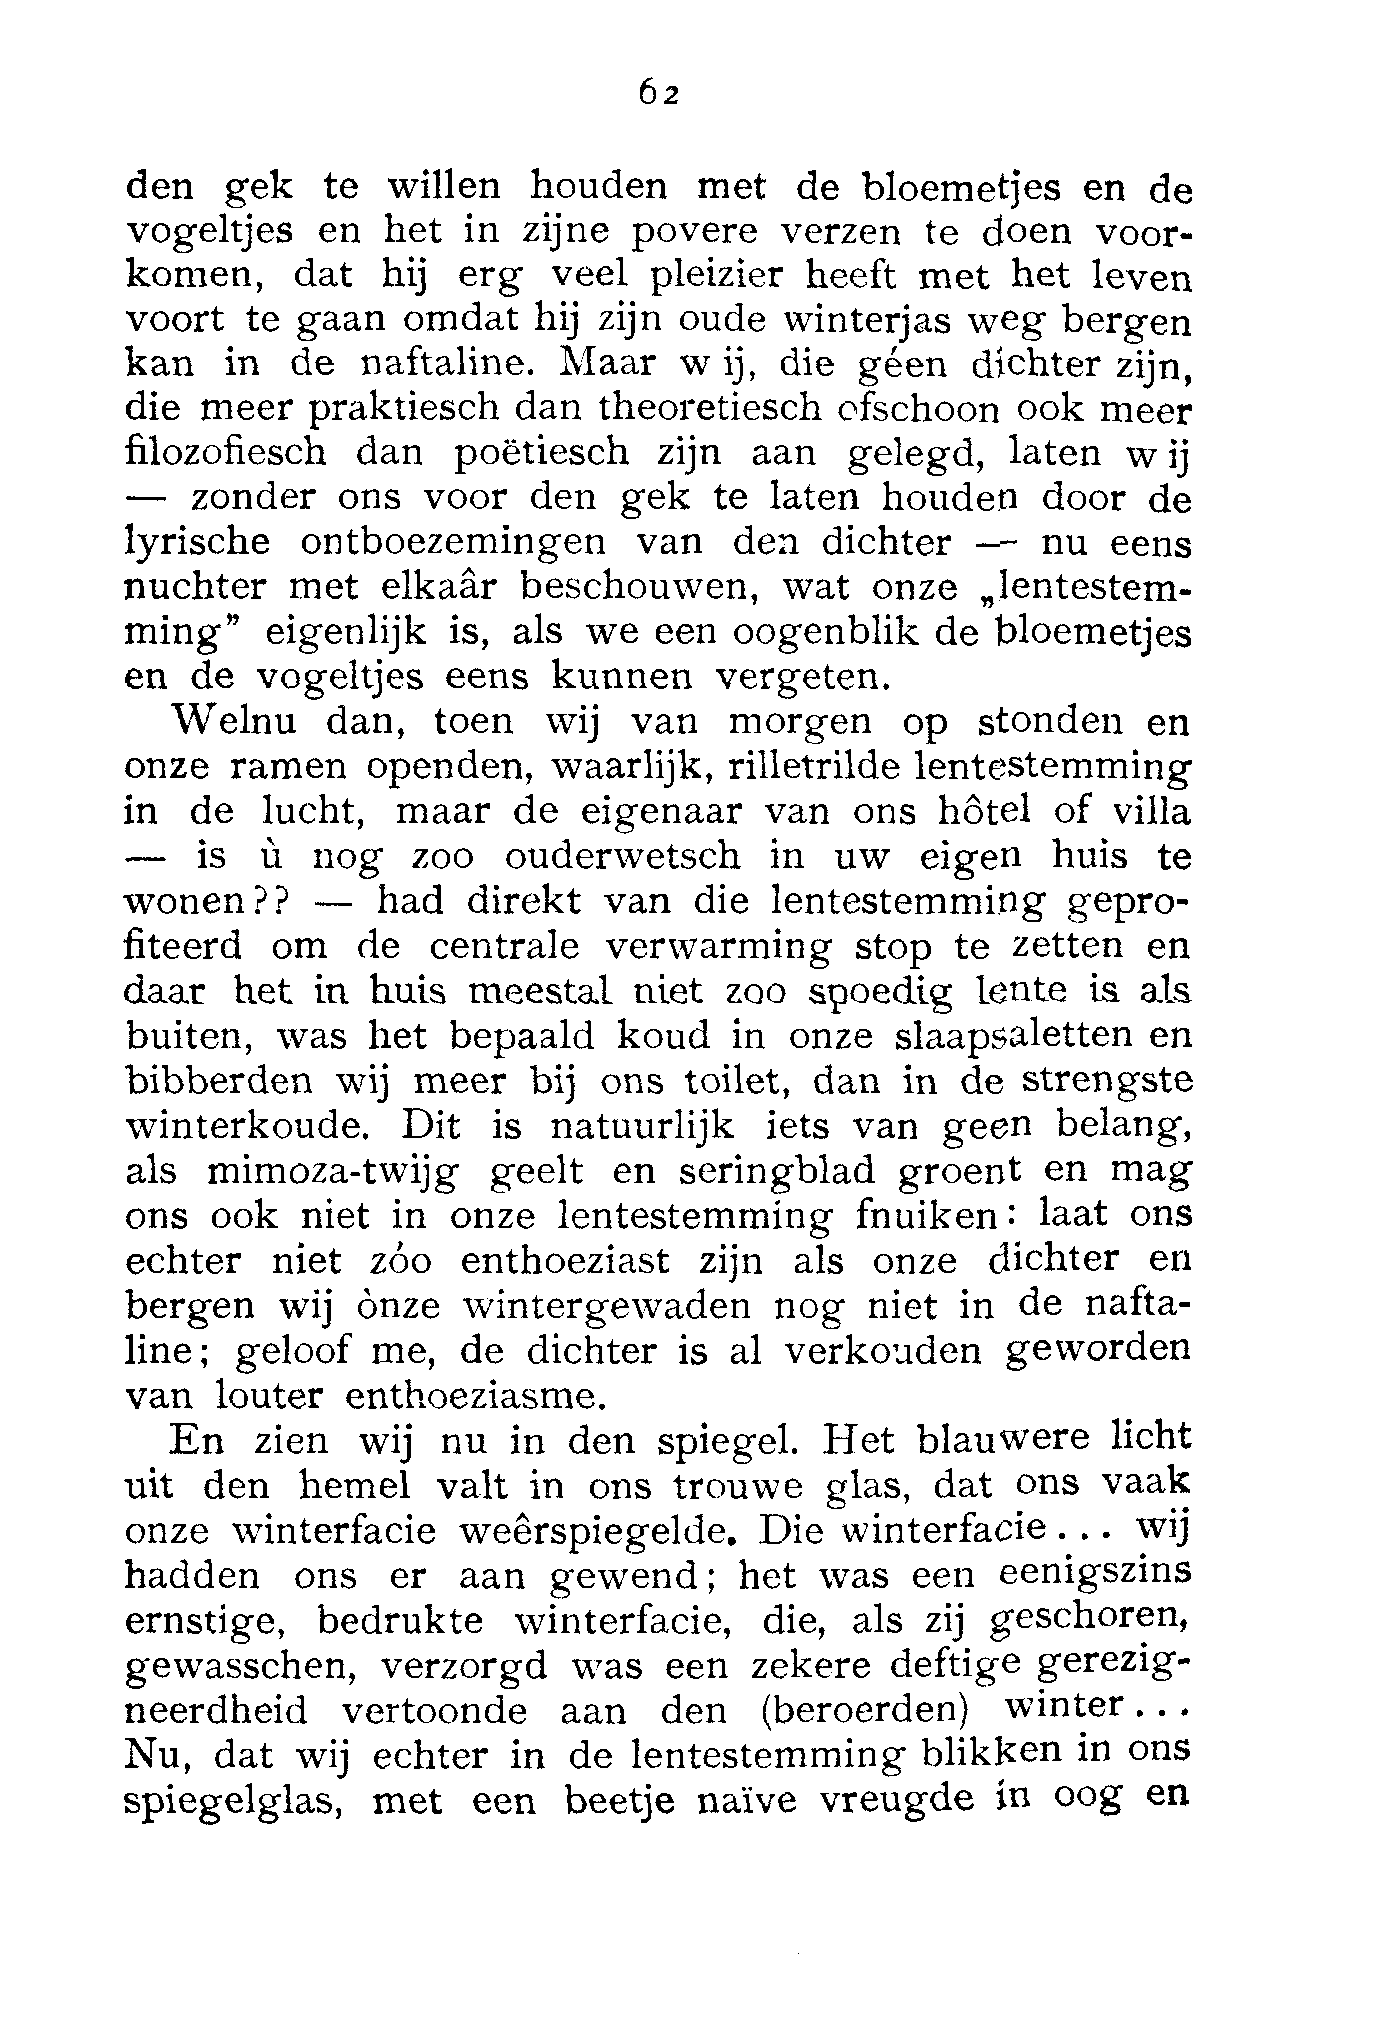 62
den gek te willen houden met de bloemetjes en de
vogeltjes en het in zijne povere verzen te doen voor-
komen, dat hij erg veel pleizier heeft met het leven
voort te gaan omdat hij zijn oude winterjas weg bergen
kan in de naftaline. Maar w ij, die géen dichter zijn,
die meer praktiesch dan theoretiesch ofschoon ook meer
filozofiesch dan poëtiesch zijn aan gelegd, laten w ij
— zonder ons voor den gek te laten houden door de
lyrische ontboezemingen van den dichter — nu eens
nuchter met elkaâr beschouwen, wat onze „lentestem-
ming” eigenlijk is, als we een oogenblik de bloemetjes
en de vogeltjes eens kunnen vergeten.
Welnu dan, toen wij van morgen op stonden en
onze ramen openden, waarlijk, rilletrilde lentestemming
in de lucht, maar de eigenaar van ons hôtel of villa
— is ù nog zoo ouderwetsch in uw eigen huis te
wonen?? — had direkt van die lentestemming gepro-
fiteerd om de centrale verwarming stop te zetten en
daar het in huis meestal niet zoo spoedig lente is als
buiten, was het bepaald koud in onze slaapsaletten en
bibberden wij meer bij ons toilet, dan in de strengste
winterkoude. Dit is natuurlijk iets van geen belang,
als mimoza-twijg geelt en seringblad groent en mag
ons ook niet in onze lentestemming fnuiken: laat ons
echter niet zóo enthoeziast zijn als onze dichter en
bergen wij ònze wintergewaden nog niet in de nafta-
line; geloof me, de dichter is al verkouden geworden
van louter enthoeziasme.
En zien wij nu in den spiegel. Het blauwere licht
uit den hemel valt in ons trouwe glas, dat ons vaak
onze winterfacie weêrspiegelde. Die winterfacie... wij
hadden ons er aan gewend; het was een eenigszins
ernstige, bedrukte winterfacie, die, als zij geschoren,
gewasschen, verzorgd was een zekere deftige gerezig-
neerdheid vertoonde aan den (beroerden) winter...
Nu, dat wij echter in de lentestemming blikken in ons
spiegelglas, met een beetje naïve vreugde in oog en